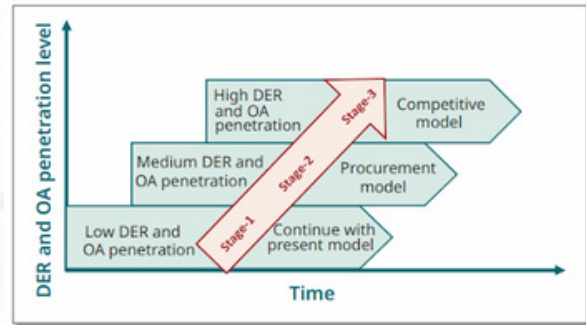 DER and OA penetration level
High DER
and OA
penetration
Stage-3
Competitive
model
Medium DER and
OA penetration
Stage-2
Procurement
model
Low DER and
OA penetration
Stage-1
Continue with
present model
Time